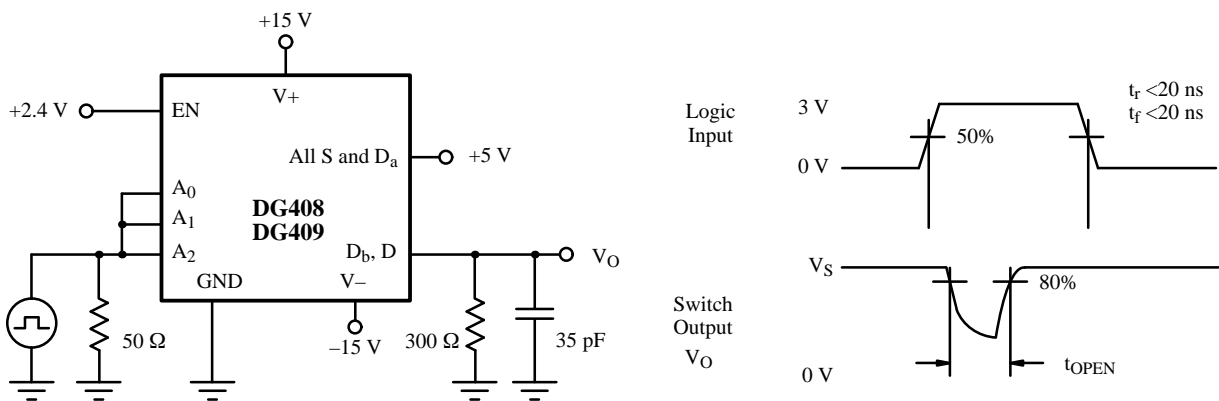 +15 V
V+
+2.4 V
EN
All S and Da
+5 V
A0
A1
A2
DG408
DG409
Db, D
VO
GND
V–
–15 V
50 Ω
300 Ω
35 pF
Logic
Input
3 V
0 V
50%
tr <20 ns
tf <20 ns
VS
80%
Switch
Output
VO
0 V
tOPEN